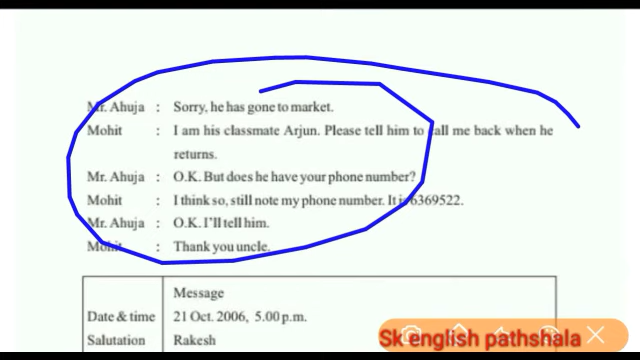 Mr. Ahuja : Sorry, he has gone to market.
Mohit : I am his classmate Arjun. Please tell him to call me back when he
returns.
Mr. Ahuja : O.K. But does he have your phone number?
Mohit : I think so, still note my phone number. It is 6369522.
Mr. Ahuja : O.K. I'll tell him.
Mohit : Thank you uncle.
Message
Date & time 21 Oct. 2006, 5.00 p.m.
Salutation Rakesh
Sk english pathshala